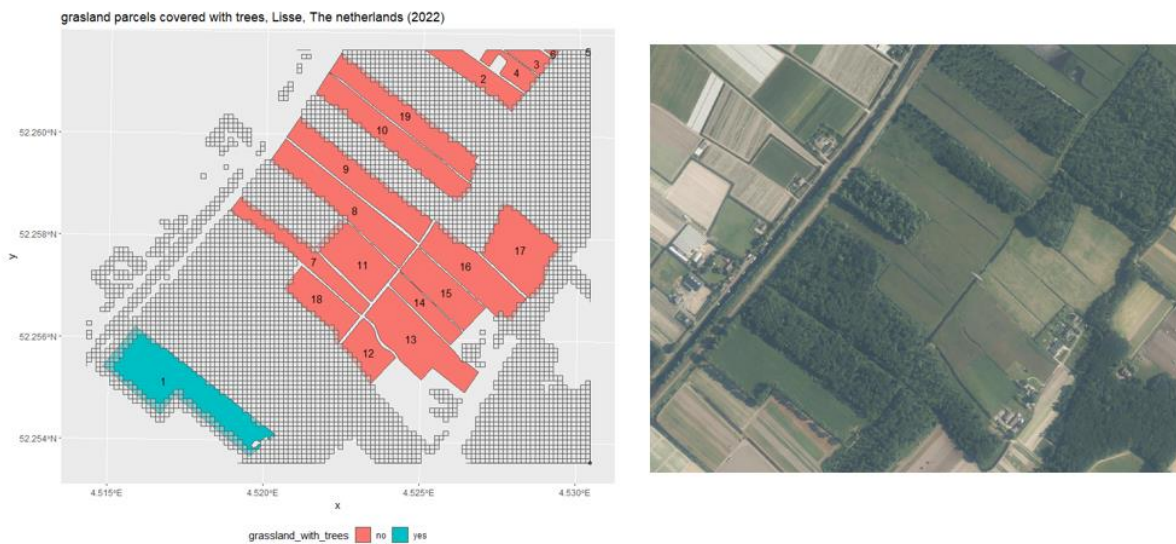 grasland parcels covered with trees, Lisse, The netherlands (2022)
6
5
3
2
4
52.260°N
19
10
9
52.258°N
8
17
y
7
11
16
18
15
14
52.256°N
13
12
1
52.254°N
4.515°E
4.520°E
4.525°E
4.530°E
x
grassland_with_trees
no
yes